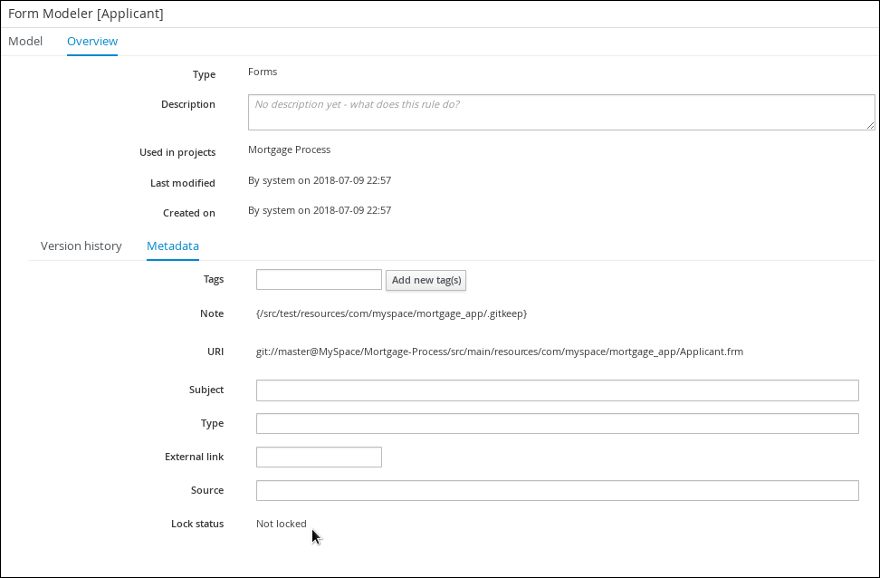 Form Modeler [Applicant]
Model Overview
Type Forms
Description No description yet - what does this rule do?
Used in projects Mortgage Process
Last modified By system on 2018-07-09 22:57
Created on By system on 2018-07-09 22:57
Version history Metadata
Tags Add new tag(s)
Note {/src/test/resources/com/myspace/mortgage_app/.gitkeep}
URI git://master@MySpace/Mortgage-Process/src/main/resources/com/myspace/mortgage_app/Applicant.frm
Subject
Type
External link
Source
Lock status Not locked